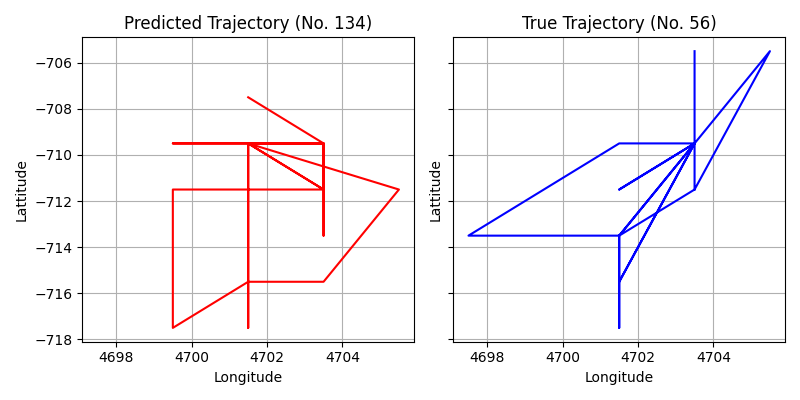 Predicted Trajectory (No. 134)
True Trajectory (No. 56)
−706
−708
−710
−712
−714
−716
−718
Lattitude
Lattitude
4698
4700
4702
4704
4698
4700
4702
4704
Longitude
Longitude